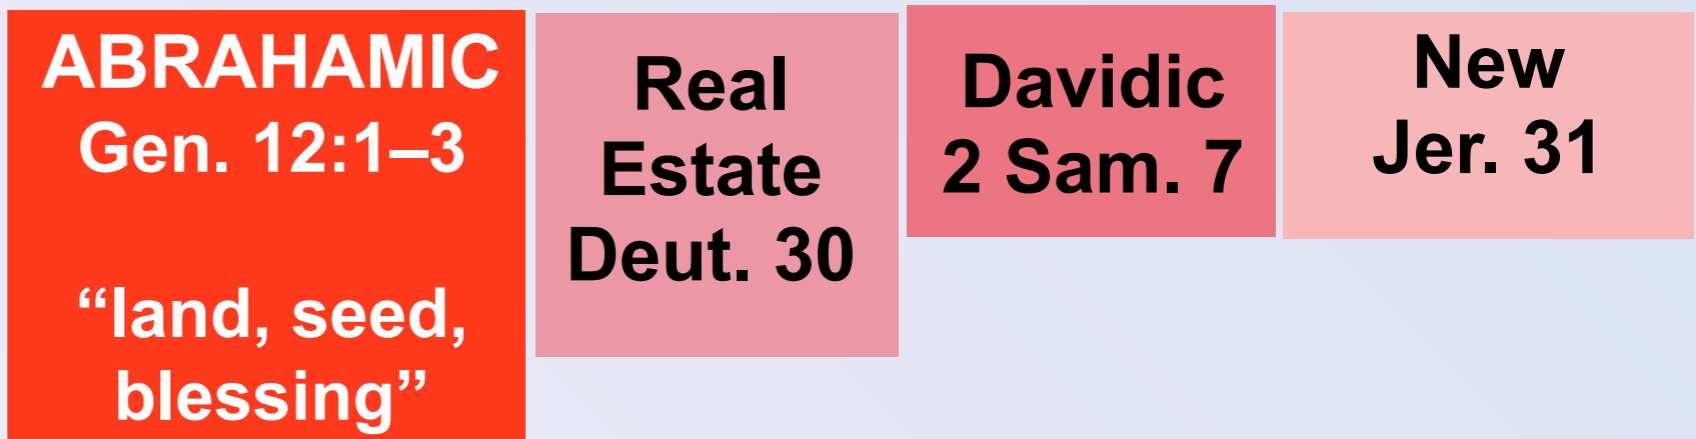 ABRAHAMIC
Gen. 12:1–3
“land, seed,
blessing”
Real
Estate
Deut. 30
Davidic
2 Sam. 7
New
Jer. 31